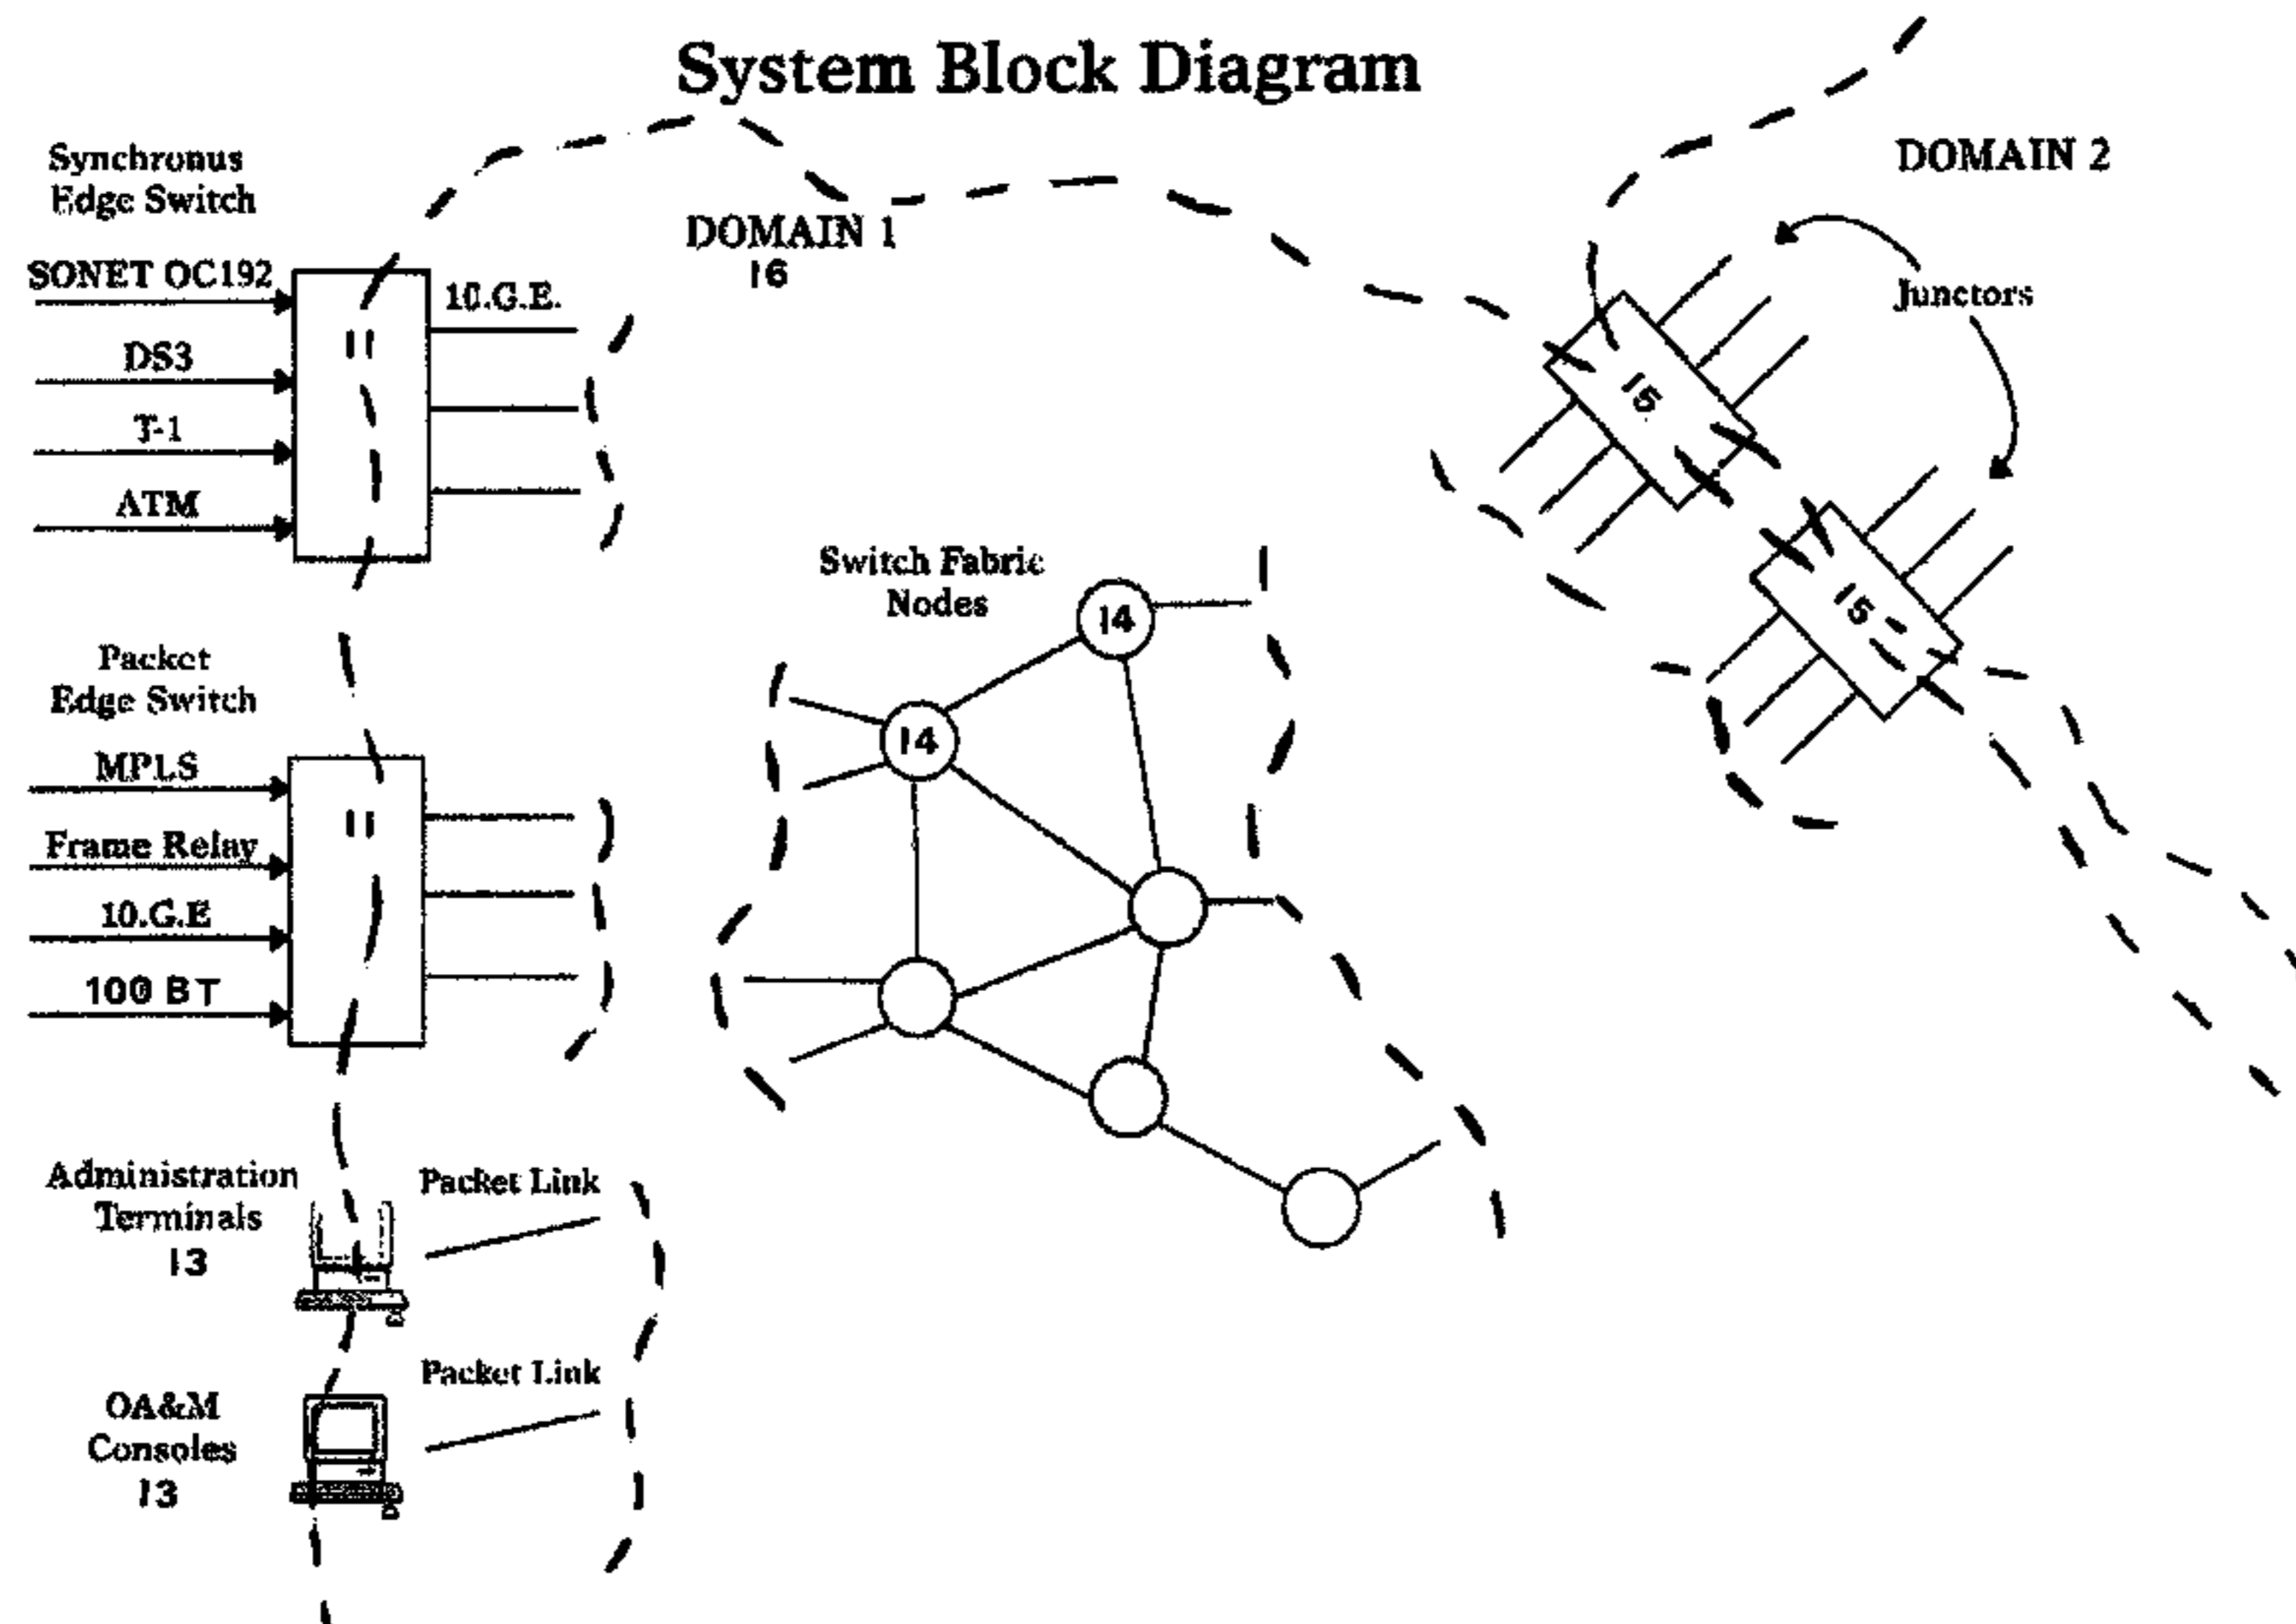 System Block Diagram
Synchronus
Edge Switch
SONET OC192
DS3
T-1
ATM
11
10.G.E.
DOMAIN 1
16
DOMAIN 2
Junctors
15
15
Switch Fabric
Nodes
14
14
Packet
Edge Switch
MPLS
Frame Relay
10.G.E
100 BT
11
Administration
Terminals
13
Packet Link
OA&M
Consoles
13
Packet Link